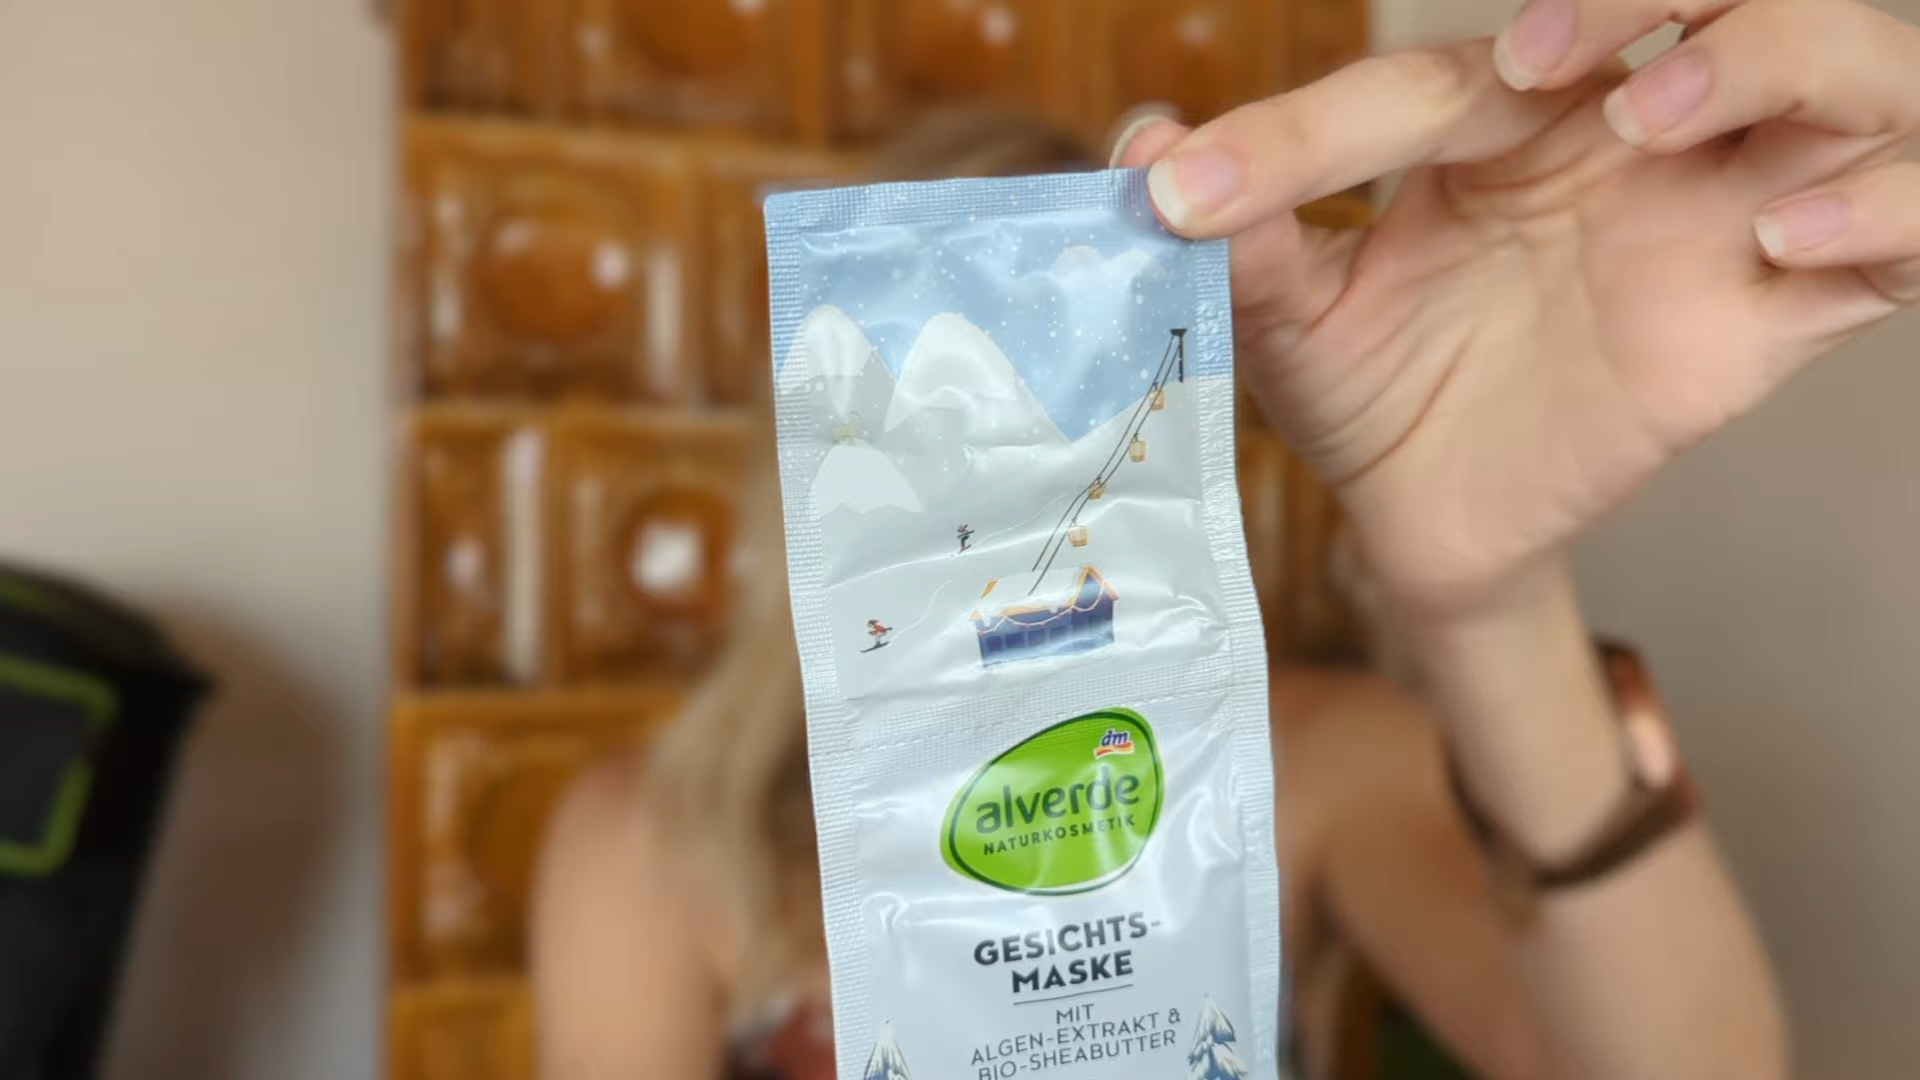 dm
alverde
NATURKOSMETIK
GESICHTS-
MASKE
MIT
ALGEN-EXTRAKT &
BIO-SHEABUTTER